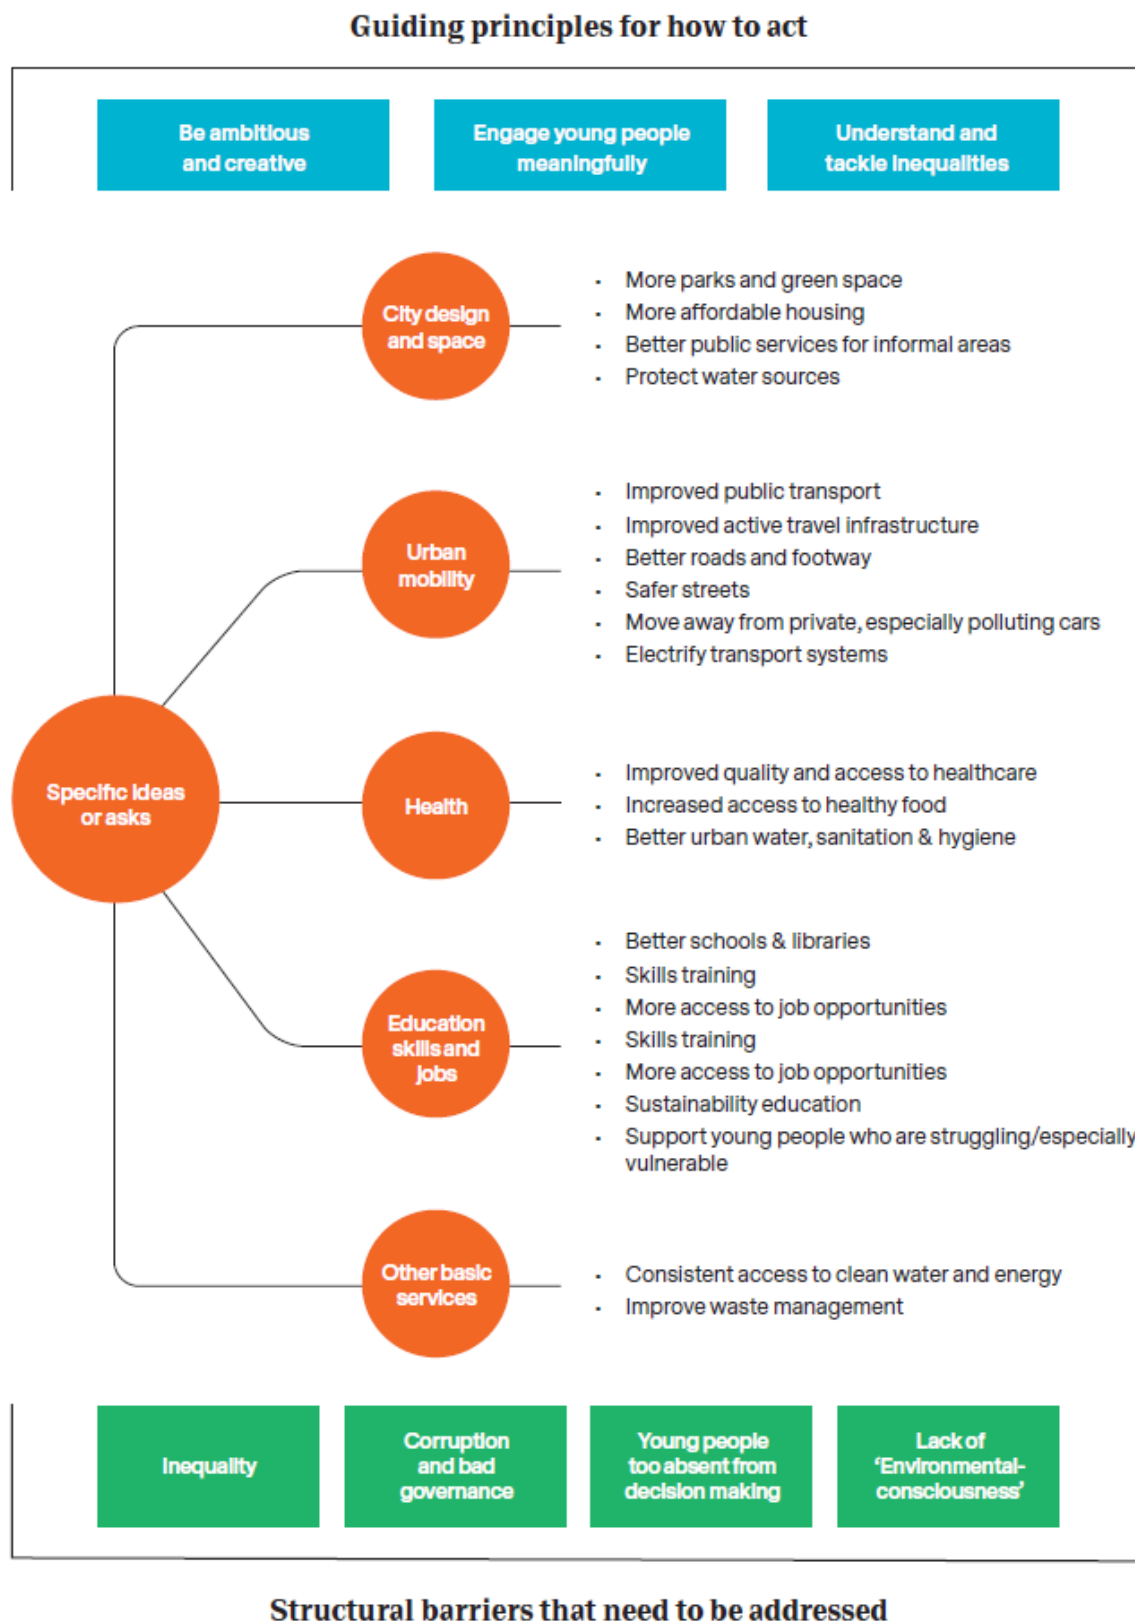 Guiding principles for how to act
Be ambitious
and creative
Engage young people
meaningfully
Understand and
tackle inequalities
City design
and space
· More parks and green space
· More affordable housing
· Better public services for informal areas
· Protect water sources
Urban
mobility
· Improved public transport
· Improved active travel infrastructure
· Better roads and footway
· Safer streets
· Move away from private, especially polluting cars
· Electrify transport systems
Specific ideas
or asks
Health
· Improved quality and access to healthcare
· Increased access to healthy food
· Better urban water, sanitation & hygiene
Education
skills and
jobs
· Better schools & libraries
· Skills training
· More access to job opportunities
· Skills training
· More access to job opportunities
· Sustainability education
· Support young people who are struggling/especially
vulnerable
Other basic
services
· Consistent access to clean water and energy
· Improve waste management
Inequality
Corruption
and bad
governance
Young people
too absent from
decision making
Lack of
‘Environmental-
consciousness’
Structural barriers that need to be addressed